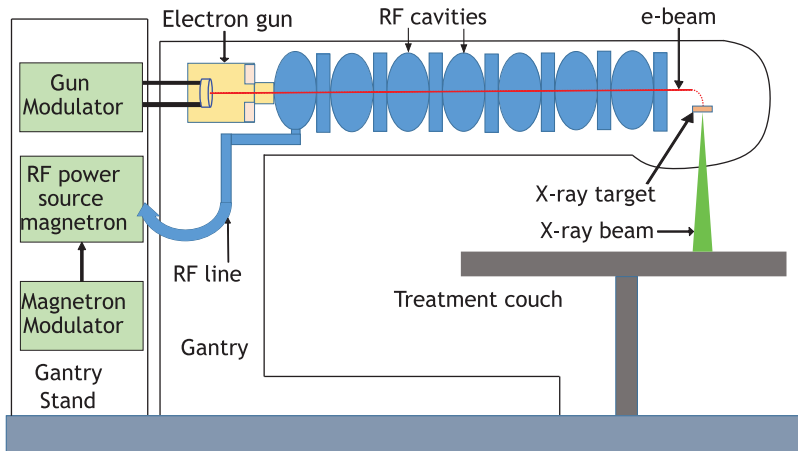 Electron gun
RF cavities
e-beam
Gun
Modulator
RF power
source
magnetron
X-ray target
X-ray beam
RF line
Magnetron
Modulator
Treatment couch
Gantry
Gantry
Stand